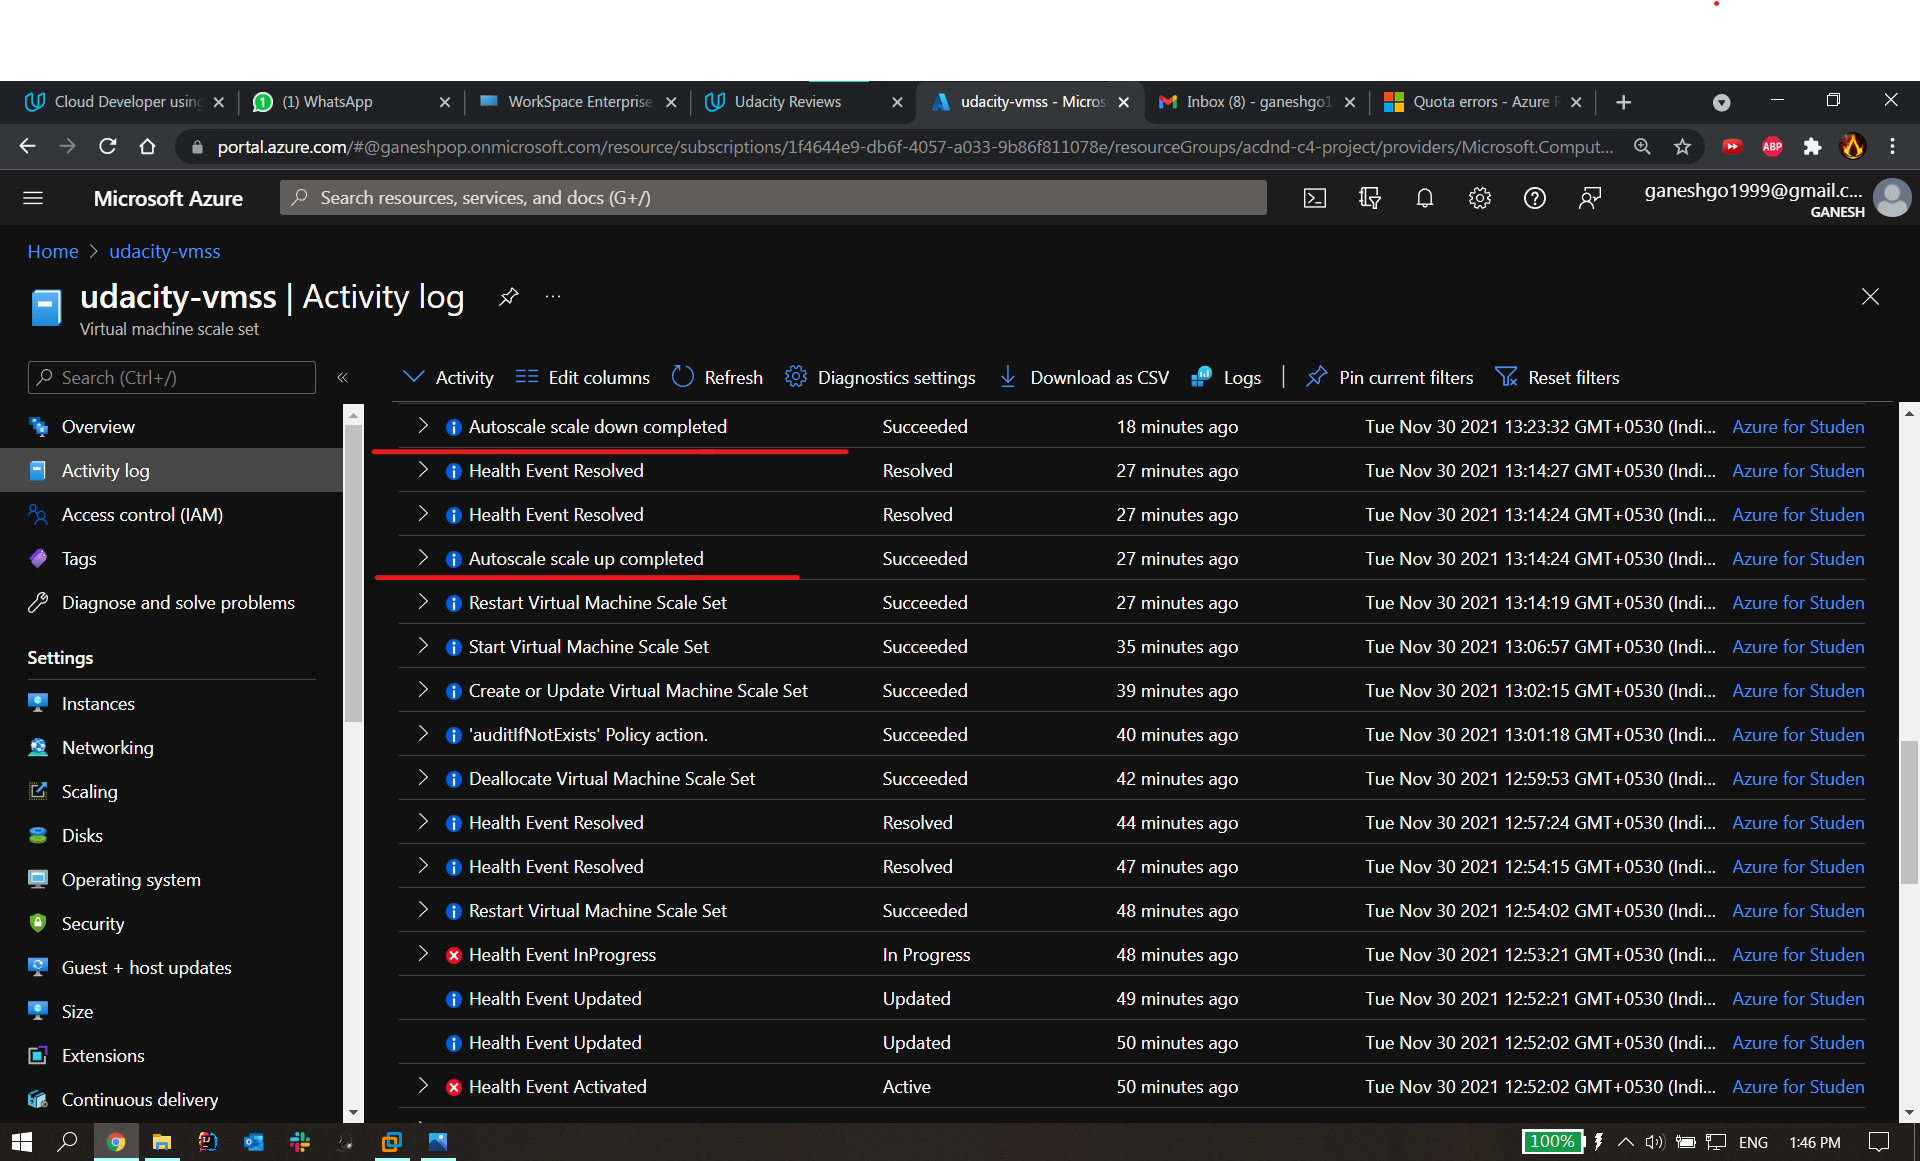 Cloud Developer using
(1) WhatsApp
WorkSpace Enterprise
Udacity Reviews
udacity-vmss - Micros
Inbox (8) - ganeshgo1
Quota errors - Azure
portal.azure.com/#@ganeshpop.onmicrosoft.com/resource/subscriptions/1f4644e9-db6f-4057-a033-9b86f811078e/resourceGroups/acdnd-c4-project/providers/Microsoft.Comput...
ABP
Microsoft Azure
Search resources, services, and docs (G+/)
ganeshgo1999@gmail.c...
GANESH
Home > udacity-vmss
udacity-vmss | Activity log
Virtual machine scale set
Search (Ctrl+/)
Activity Edit columns Refresh Diagnostics settings Download as CSV Logs Pin current filters Reset filters
Overview
Activity log
Access control (IAM)
Tags
Diagnose and solve problems
Settings
Instances
Networking
Scaling
Disks
Operating system
Security
Guest + host updates
Size
Extensions
Continuous delivery
Autoscale scale down completed Succeeded 18 minutes ago Tue Nov 30 2021 13:23:32 GMT+0530 (Indi... Azure for Studen
Health Event Resolved Resolved 27 minutes ago Tue Nov 30 2021 13:14:27 GMT+0530 (Indi... Azure for Studen
Health Event Resolved Resolved 27 minutes ago Tue Nov 30 2021 13:14:24 GMT+0530 (Indi... Azure for Studen
Autoscale scale up completed Succeeded 27 minutes ago Tue Nov 30 2021 13:14:24 GMT+0530 (Indi... Azure for Studen
Restart Virtual Machine Scale Set Succeeded 27 minutes ago Tue Nov 30 2021 13:14:19 GMT+0530 (Indi... Azure for Studen
Start Virtual Machine Scale Set Succeeded 35 minutes ago Tue Nov 30 2021 13:06:57 GMT+0530 (Indi... Azure for Studen
Create or Update Virtual Machine Scale Set Succeeded 39 minutes ago Tue Nov 30 2021 13:02:15 GMT+0530 (Indi... Azure for Studen
'auditIfNotExists' Policy action. Succeeded 40 minutes ago Tue Nov 30 2021 13:01:18 GMT+0530 (Indi... Azure for Studen
Deallocate Virtual Machine Scale Set Succeeded 42 minutes ago Tue Nov 30 2021 12:59:53 GMT+0530 (Indi... Azure for Studen
Health Event Resolved Resolved 44 minutes ago Tue Nov 30 2021 12:57:24 GMT+0530 (Indi... Azure for Studen
Health Event Resolved Resolved 47 minutes ago Tue Nov 30 2021 12:54:15 GMT+0530 (Indi... Azure for Studen
Restart Virtual Machine Scale Set Succeeded 48 minutes ago Tue Nov 30 2021 12:54:02 GMT+0530 (Indi... Azure for Studen
Health Event InProgress In Progress 48 minutes ago Tue Nov 30 2021 12:53:21 GMT+0530 (Indi... Azure for Studen
Health Event Updated Updated 49 minutes ago Tue Nov 30 2021 12:52:21 GMT+0530 (Indi... Azure for Studen
Health Event Updated Updated 50 minutes ago Tue Nov 30 2021 12:52:02 GMT+0530 (Indi... Azure for Studen
Health Event Activated Active 50 minutes ago Tue Nov 30 2021 12:52:02 GMT+0530 (Indi... Azure for Studen
100% ENG 1:46 PM